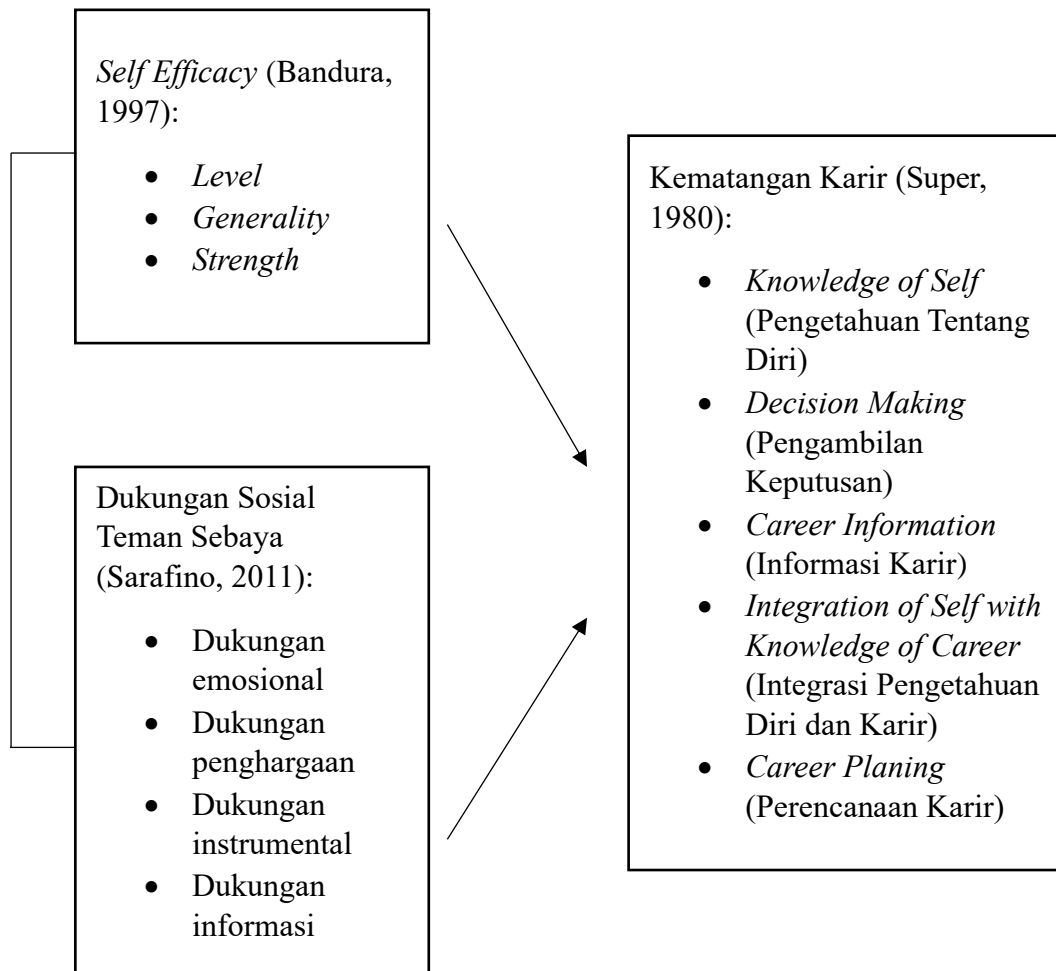 Self Efficacy (Bandura,
1997):
• Level
• Generality
• Strength
Dukungan Sosial
Teman Sebaya
(Sarafino, 2011):
• Dukungan
emosional
• Dukungan
penghargaan
• Dukungan
instrumental
• Dukungan
informasi
Kematangan Karir (Super,
1980):
• Knowledge of Self
(Pengetahuan Tentang
Diri)
• Decision Making
(Pengambilan
Keputusan)
• Career Information
(Informasi Karir)
• Integration of Self with
Knowledge of Career
(Integrasi Pengetahuan
Diri dan Karir)
• Career Planing
(Perencanaan Karir)